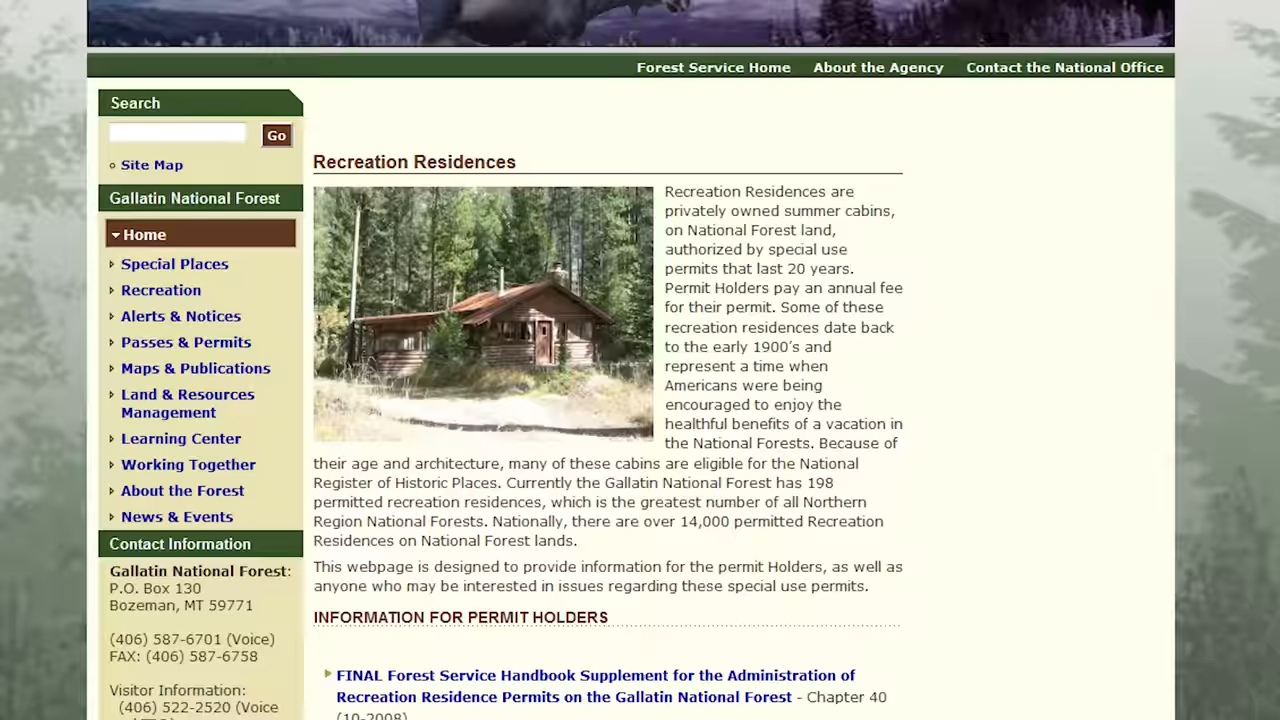 Forest Service Home
About the Agency
Contact the National Office
Search
Go
Site Map
Gallatin National Forest
Home
Special Places
Recreation
Alerts & Notices
Passes & Permits
Maps & Publications
Land & Resources
Management
Learning Center
Working Together
About the Forest
News & Events
Contact Information
Gallatin National Forest:
P.O. Box 130
Bozeman, MT 59771
(406) 587-6701 (Voice)
FAX: (406) 587-6758
Visitor Information:
(406) 522-2520 (Voice
Recreation Residences
Recreation Residences are
privately owned summer cabins,
on National Forest land,
authorized by special use
permits that last 20 years.
Permit Holders pay an annual fee
for their permit. Some of these
recreation residences date back
to the early 1900′s and
represent a time when
Americans were being
encouraged to enjoy the
healthful benefits of a vacation in
the National Forests. Because of
their age and architecture, many of these cabins are eligible for the National
Register of Historic Places. Currently the Gallatin National Forest has 198
permitted recreation residences, which is the greatest number of all Northern
Region National Forests. Nationally, there are over 14,000 permitted Recreation
Residences on National Forest lands.
This webpage is designed to provide information for the permit Holders, as well as
anyone who may be interested in issues regarding these special use permits.
INFORMATION FOR PERMIT HOLDERS
FINAL Forest Service Handbook Supplement for the Administration of
Recreation Residence Permits on the Gallatin National Forest - Chapter 40
(10-2008)